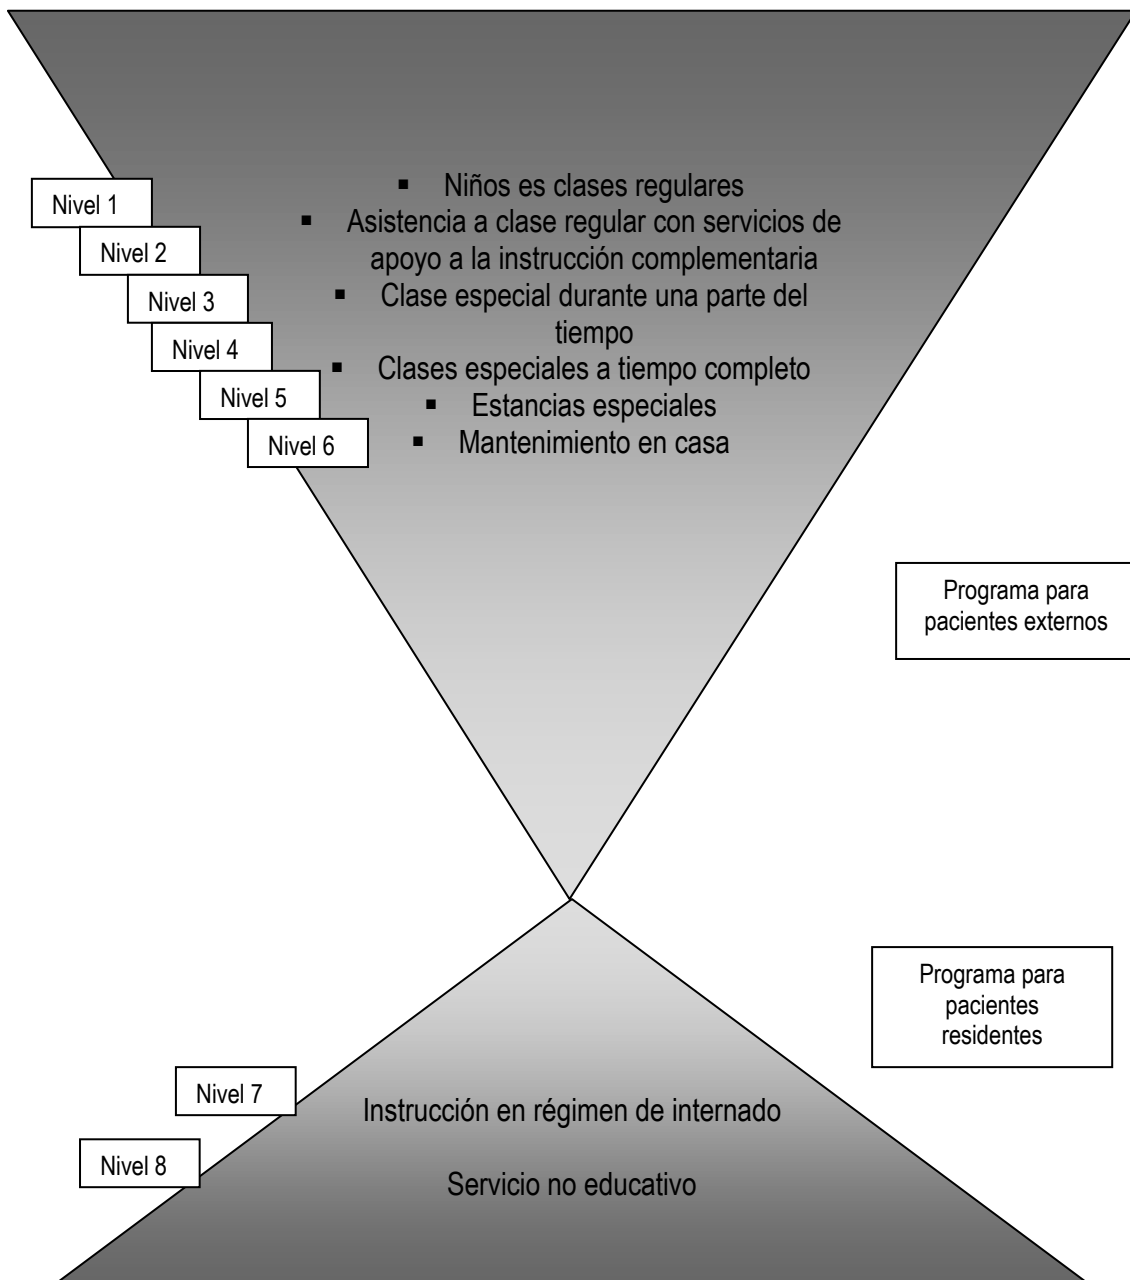 Nivel 1
▪ Niños es clases regulares
▪ Asistencia a clase regular con servicios de
apoyo a la instrucción complementaria
Nivel 2
Nivel 3
▪ Clase especial durante una parte del
tiempo
Nivel 4
▪ Clases especiales a tiempo completo
Nivel 5
▪ Estancias especiales
Nivel 6
▪ Mantenimiento en casa
Programa para
pacientes externos
Programa para
pacientes
residentes
Nivel 7
Instrucción en régimen de internado
Nivel 8
Servicio no educativo